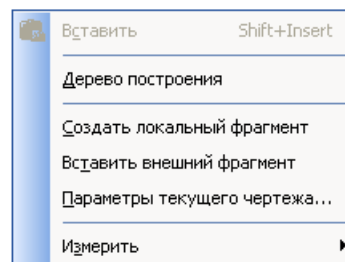 Вставить Shift+Insert
Дерево построения
Создать локальный фрагмент
Вставить внешний фрагмент
Параметры текущего чертежа...
Измерить